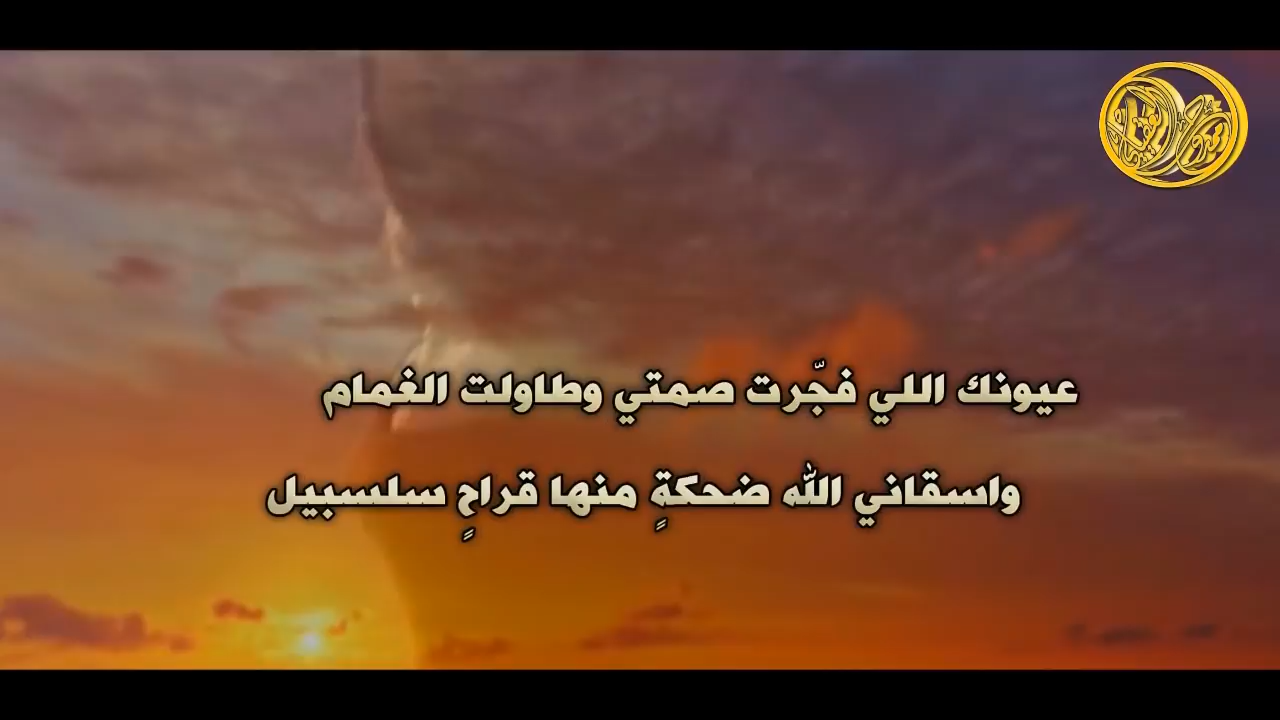 عيونك اللي فجّرت صمتي وطاولت الغمام
واسقاني الله ضحكةٍ منها قراحٍ سلسبيل